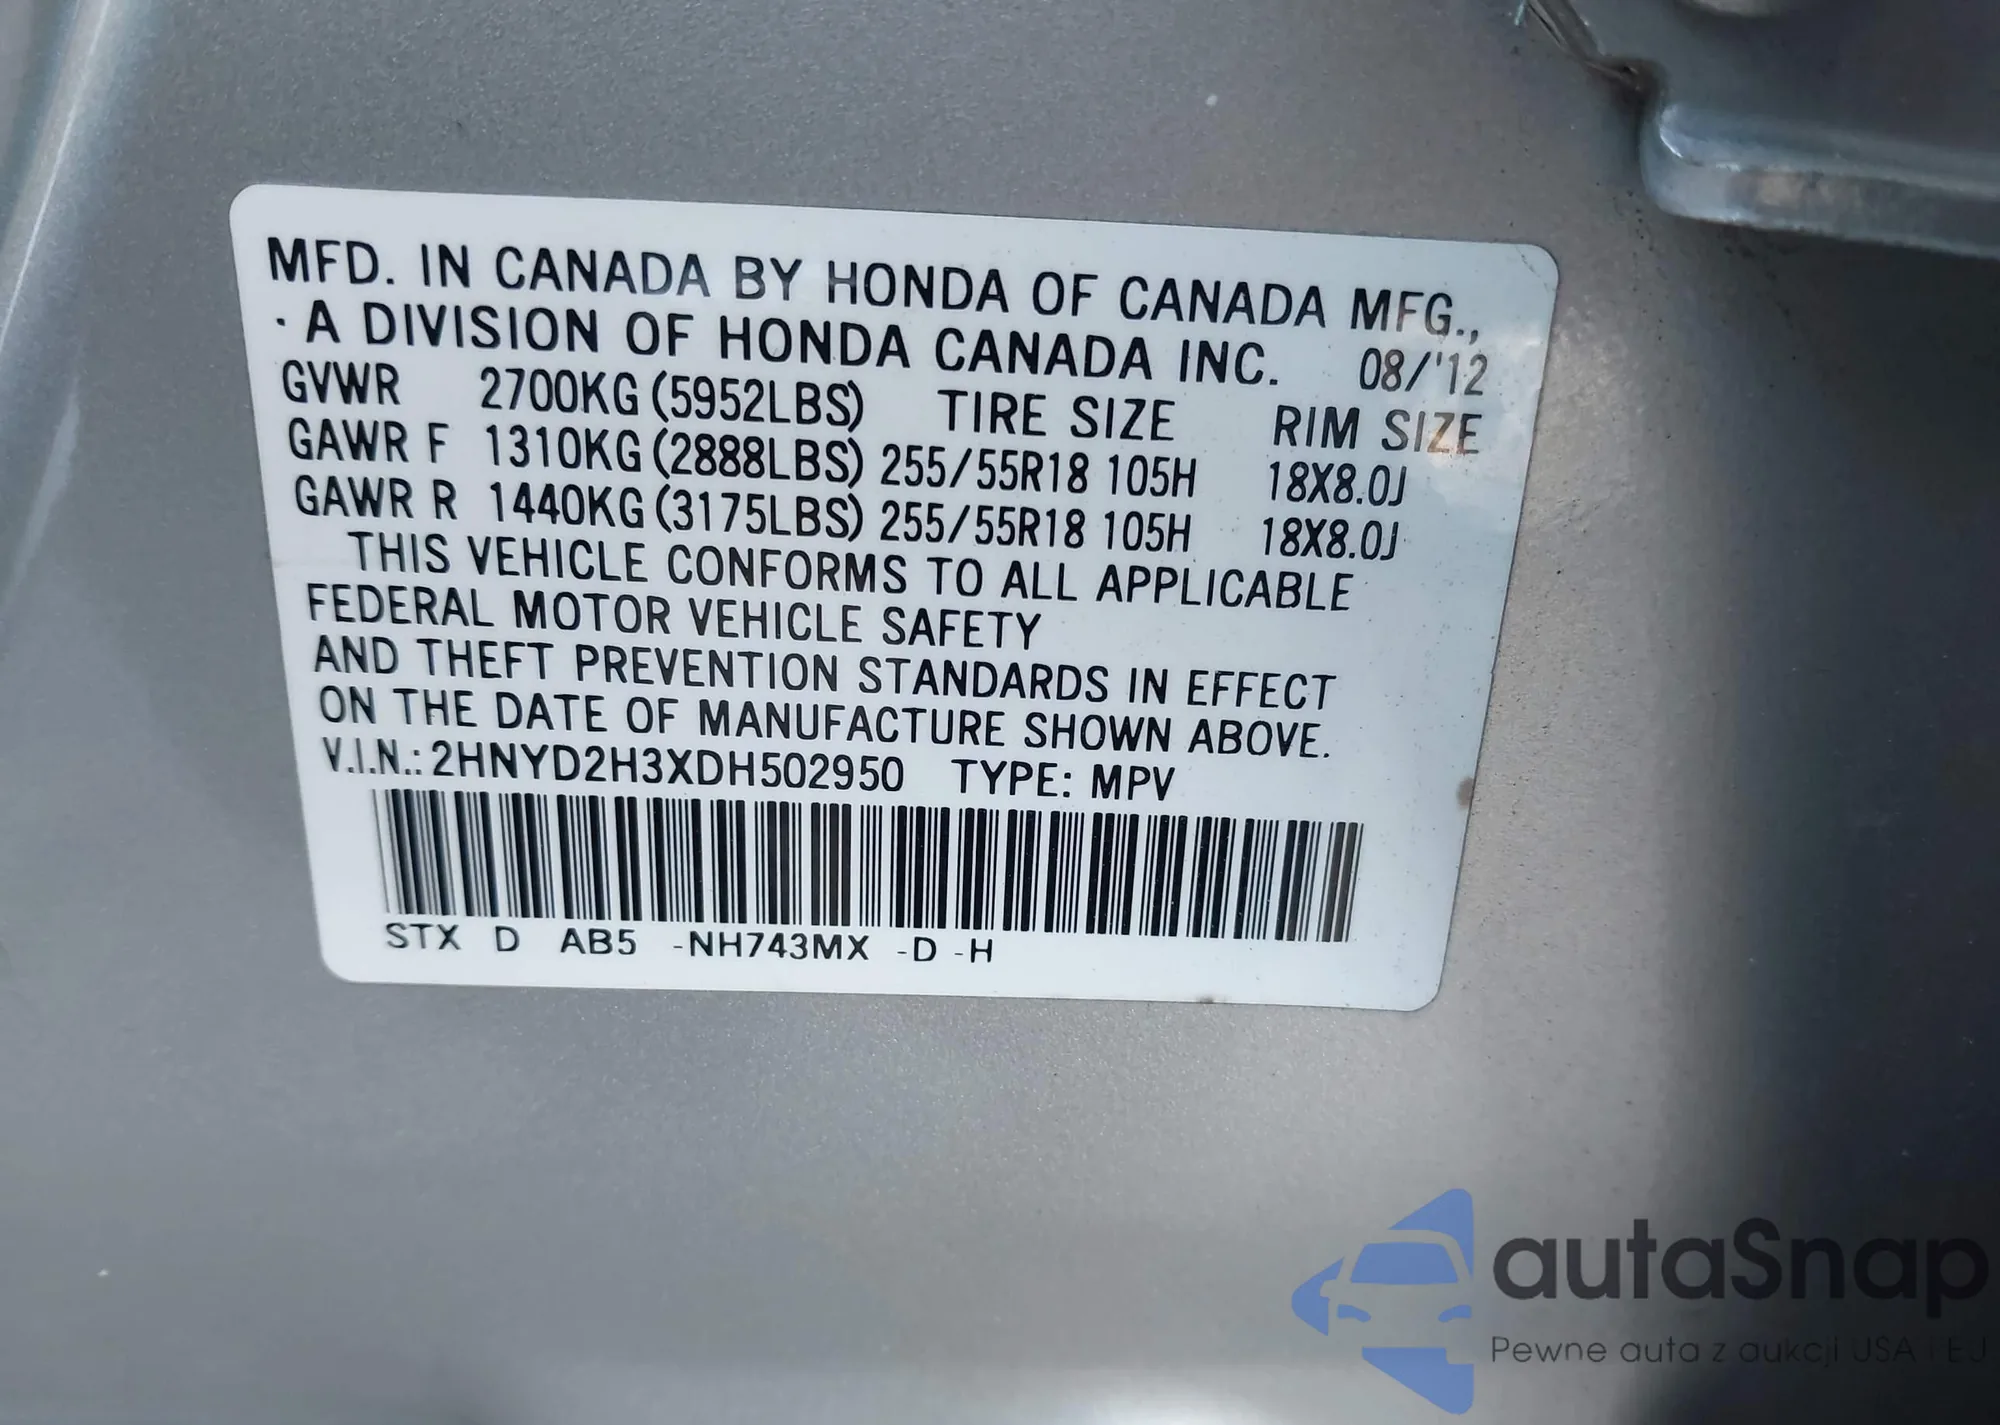 MFD. IN CANADA BY HONDA OF CANADA MFG.,
· A DIVISION OF HONDA CANADA INC. 08/'12
GVWR 2700KG (5952LBS) TIRE SIZE RIM SIZE
GAWR F 1310KG (2888LBS) 255/55R18 105H 18X8.0J
GAWR R 1440KG (3175LBS) 255/55R18 105H 18X8.0J
THIS VEHICLE CONFORMS TO ALL APPLICABLE
FEDERAL MOTOR VEHICLE SAFETY
AND THEFT PREVENTION STANDARDS IN EFFECT
ON THE DATE OF MANUFACTURE SHOWN ABOVE.
V.I.N.: 2HNYD2H3XDH502950 TYPE: MPV
STX D AB5 -NH743MX -D -H
autaSnap
Pewne auta z aukcji USA i EU